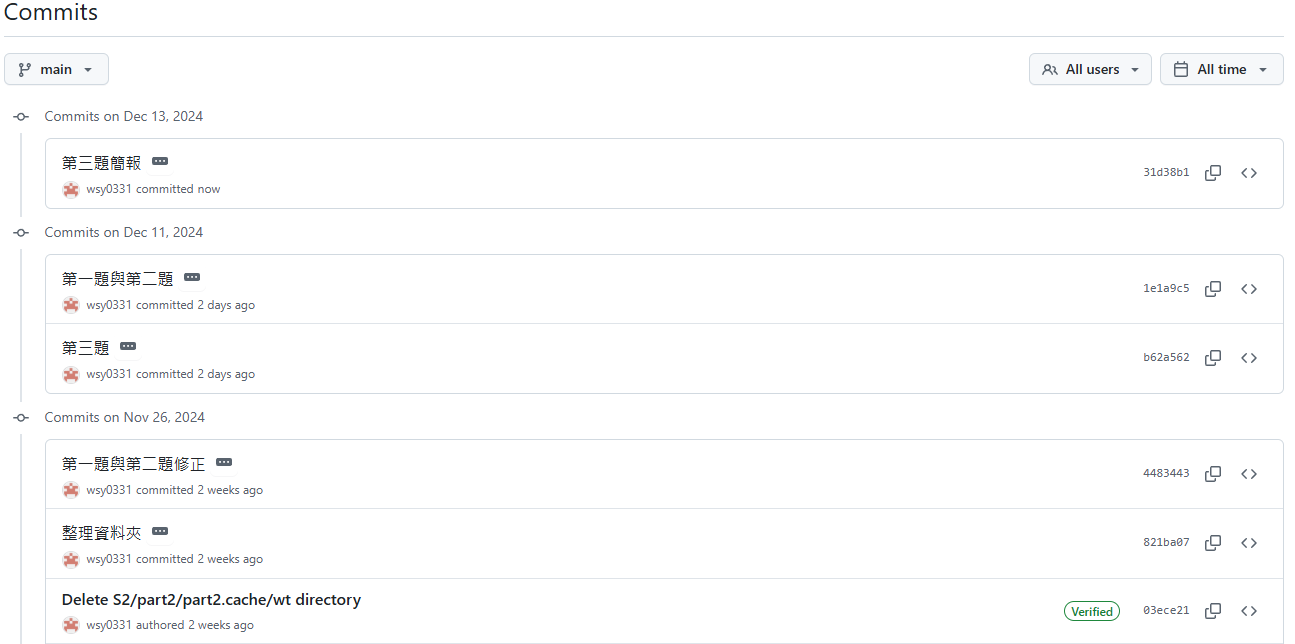 Commits
main
All users
All time
Commits on Dec 13, 2024
第三題簡報
wsy0331 committed now
31d38b1
Commits on Dec 11, 2024
第一題與第二題
wsy0331 committed 2 days ago
1e1a9c5
第三題
wsy0331 committed 2 days ago
b62a562
Commits on Nov 26, 2024
第一題與第二題修正
wsy0331 committed 2 weeks ago
4483443
整理資料夾
wsy0331 committed 2 weeks ago
821ba07
Delete S2/part2/part2.cache/wt directory
wsy0331 authored 2 weeks ago
Verified
03ece21